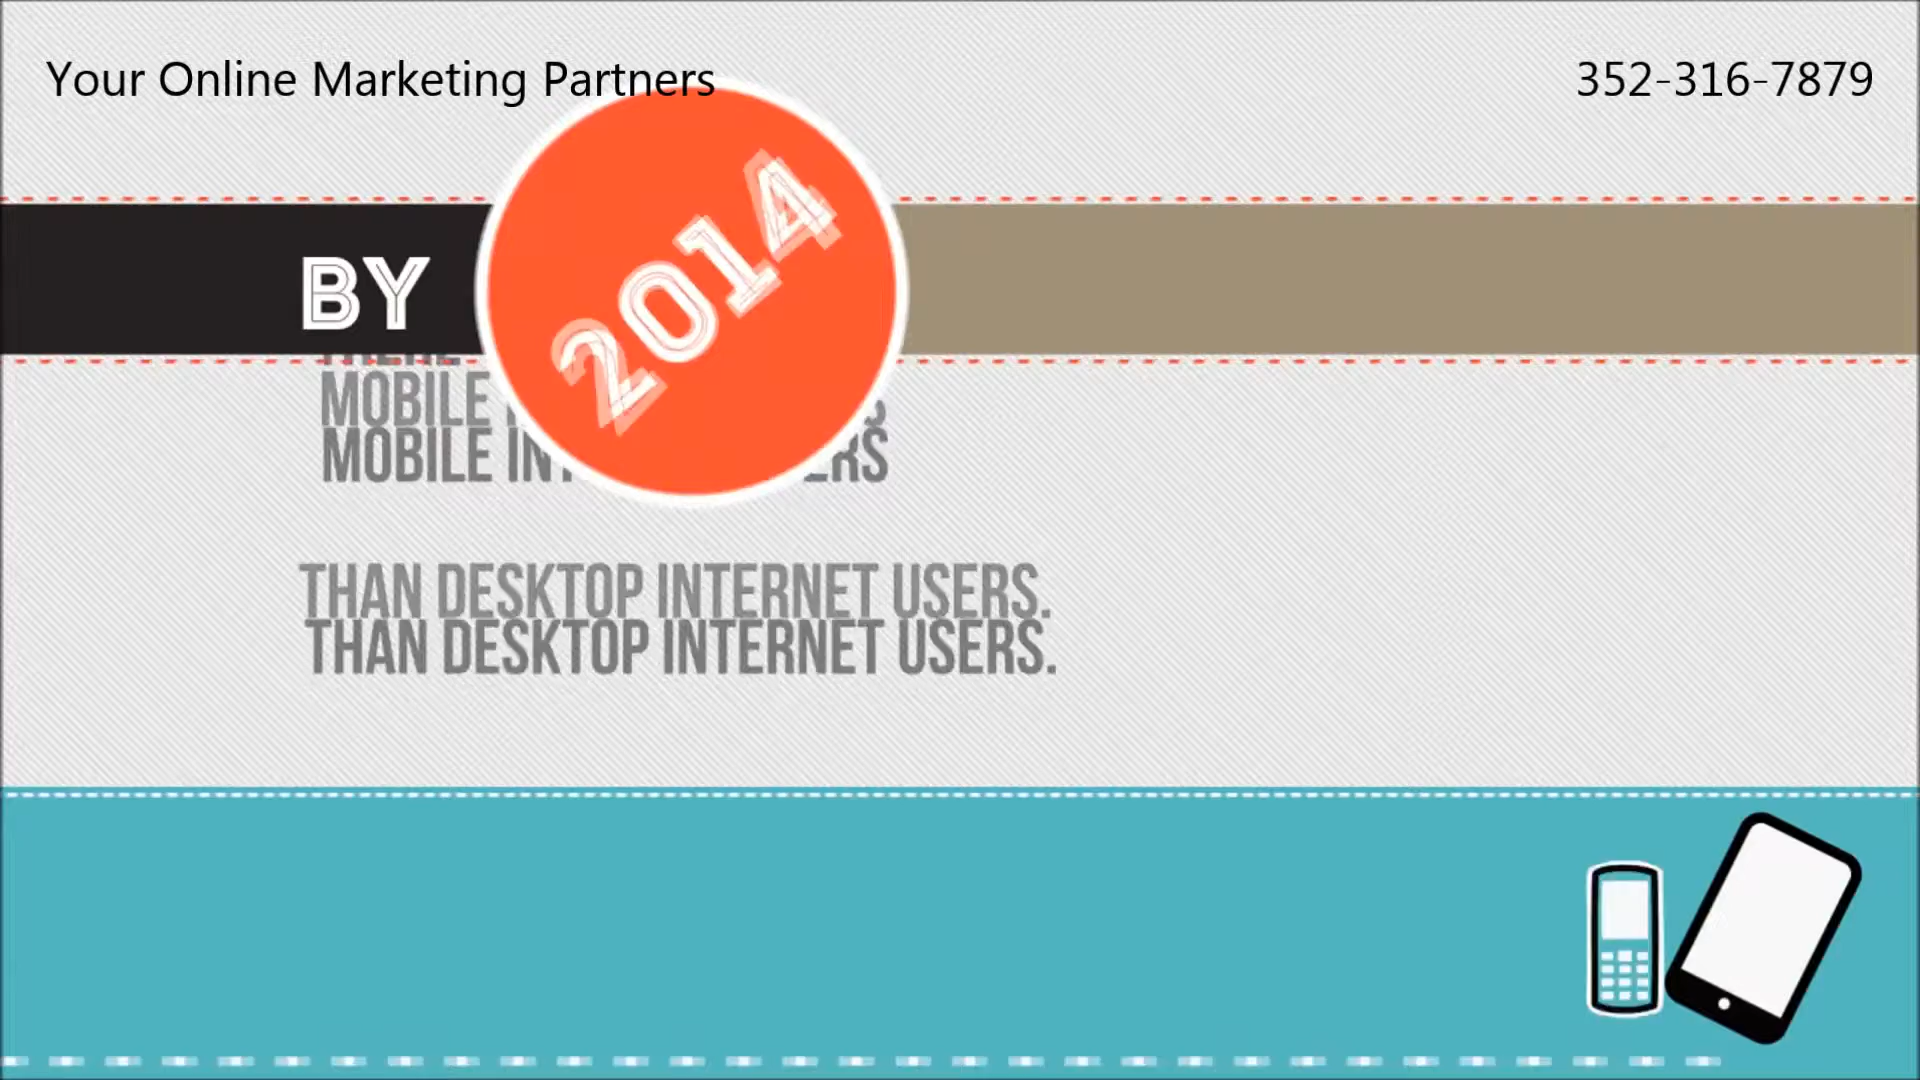 Your Online Marketing Partners
352-316-7879
BY 2014
MOBILE
MOBILE
THAN DESKTOP INTERNET USERS.
THAN DESKTOP INTERNET USERS.